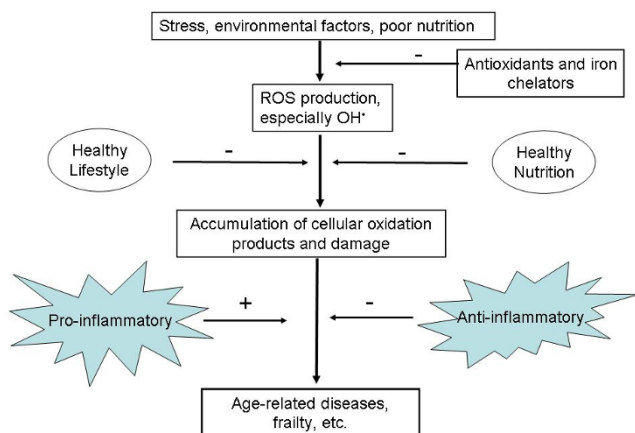 Stress, environmental factors, poor nutrition
-
Antioxidants and iron
chelators
ROS production,
especially OH•
Healthy
Lifestyle
-
-
Healthy
Nutrition
Accumulation of cellular oxidation
products and damage
Pro-inflammatory
+
-
Anti-inflammatory
Age-related diseases,
frailty, etc.